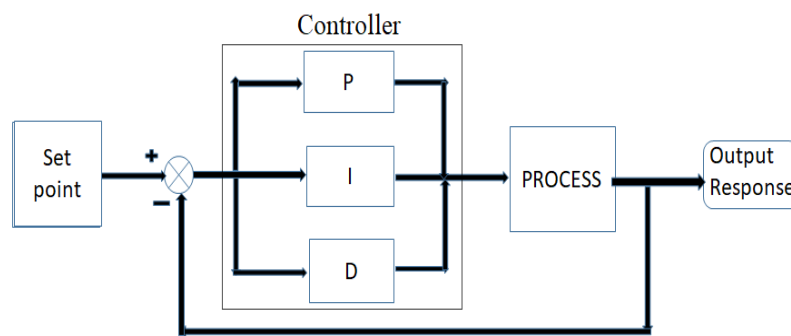 Controller
P
Set
point
+
−
I
PROCESS
Output
Response
D